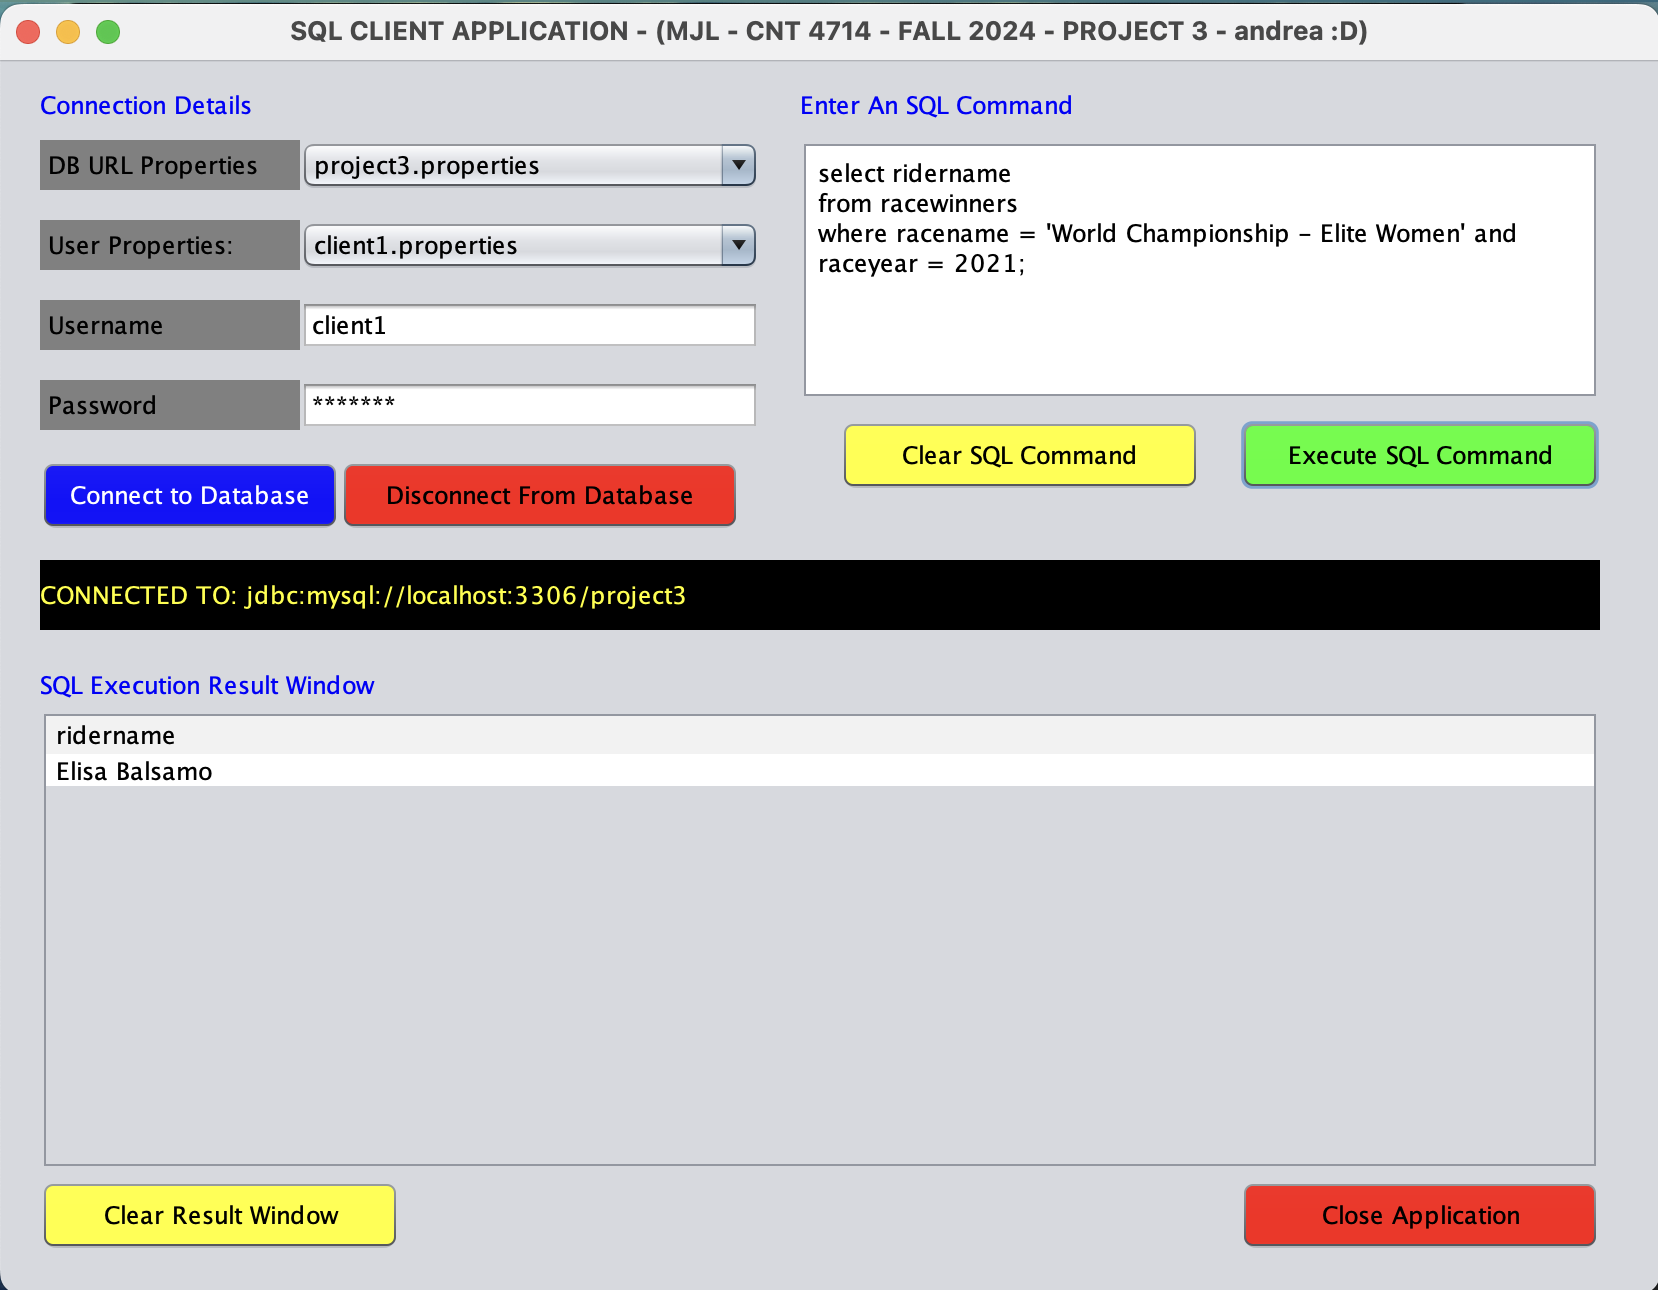 SQL CLIENT APPLICATION - (MJL - CNT 4714 - FALL 2024 - PROJECT 3 - andrea :D)
Connection Details
DB URL Properties
project3.properties
User Properties:
client1.properties
Username
client1
Password
*******
Connect to Database
Disconnect From Database
Enter An SQL Command
select ridername
from racewinners
where racename = 'World Championship - Elite Women' and
raceyear = 2021;
Clear SQL Command
Execute SQL Command
CONNECTED TO: jdbc:mysql://localhost:3306/project3
SQL Execution Result Window
ridername
Elisa Balsamo
Clear Result Window
Close Application